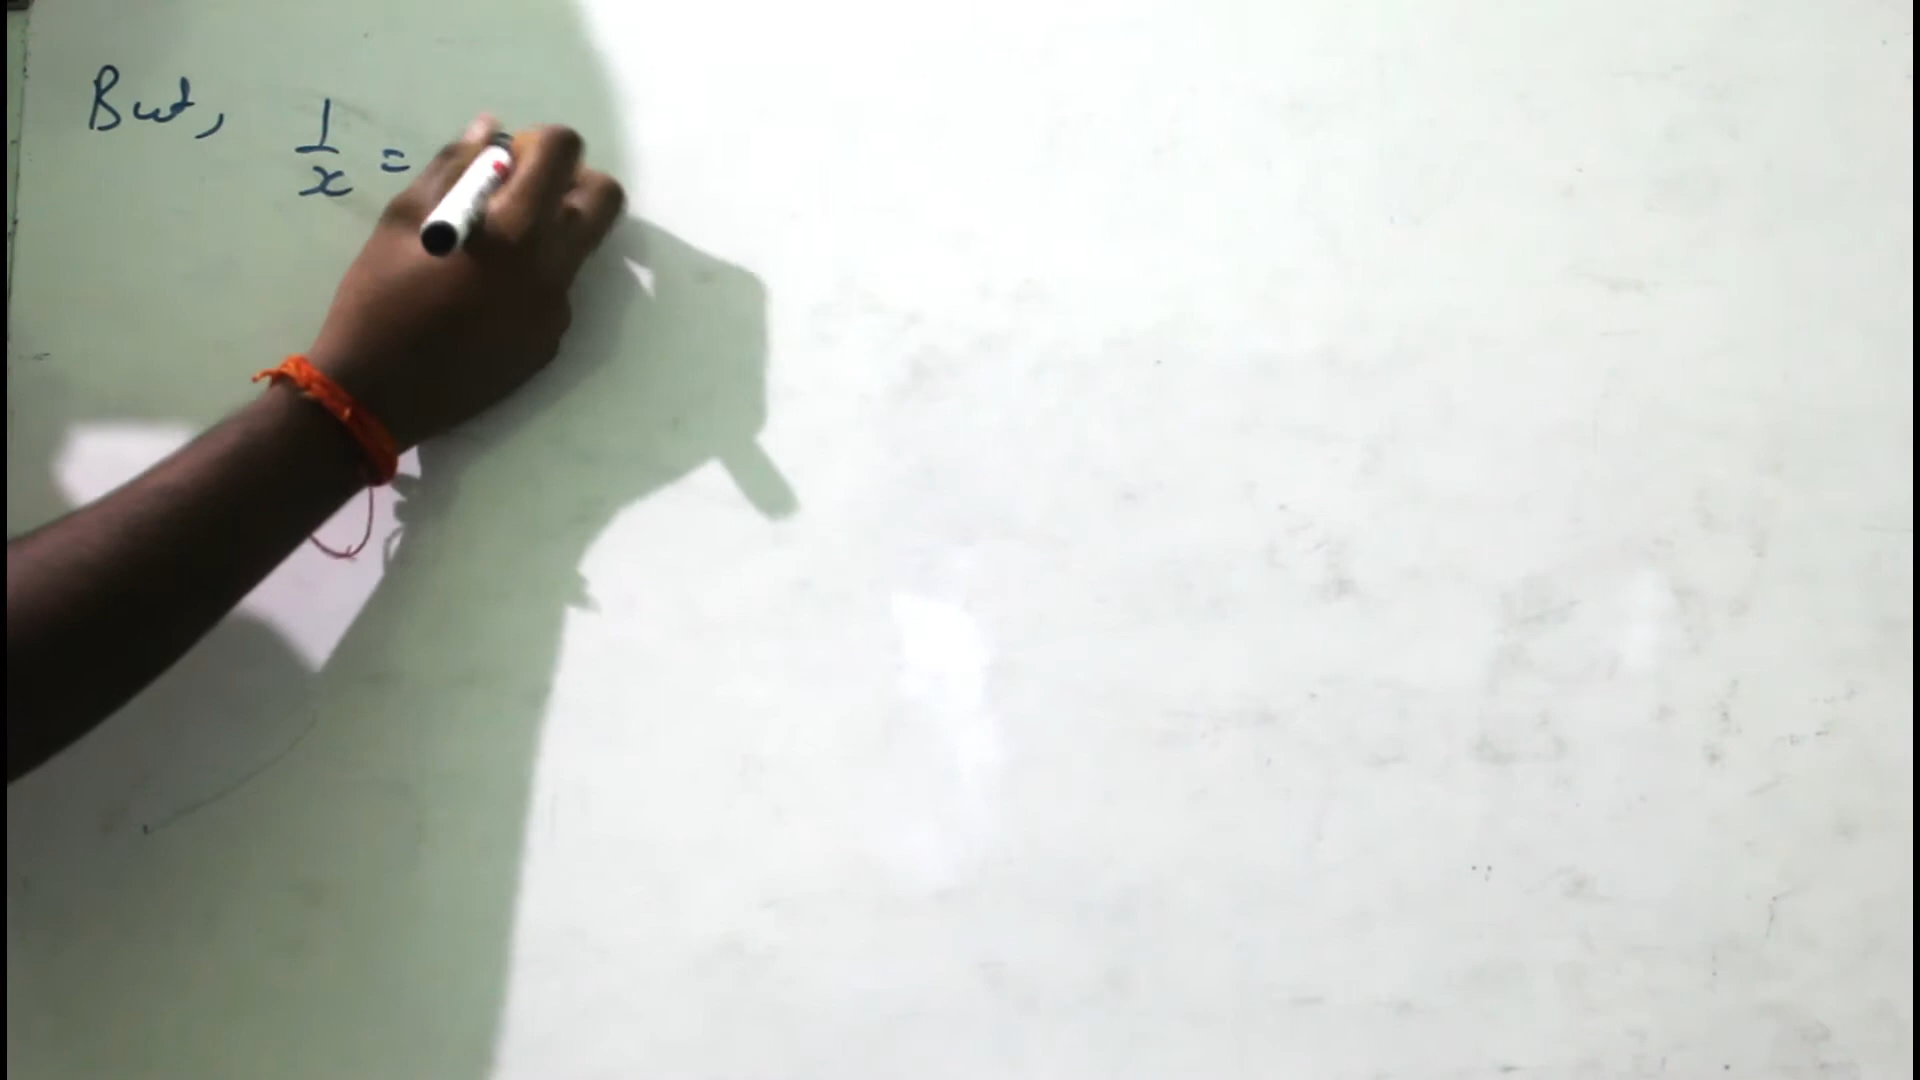 But, 1/x =